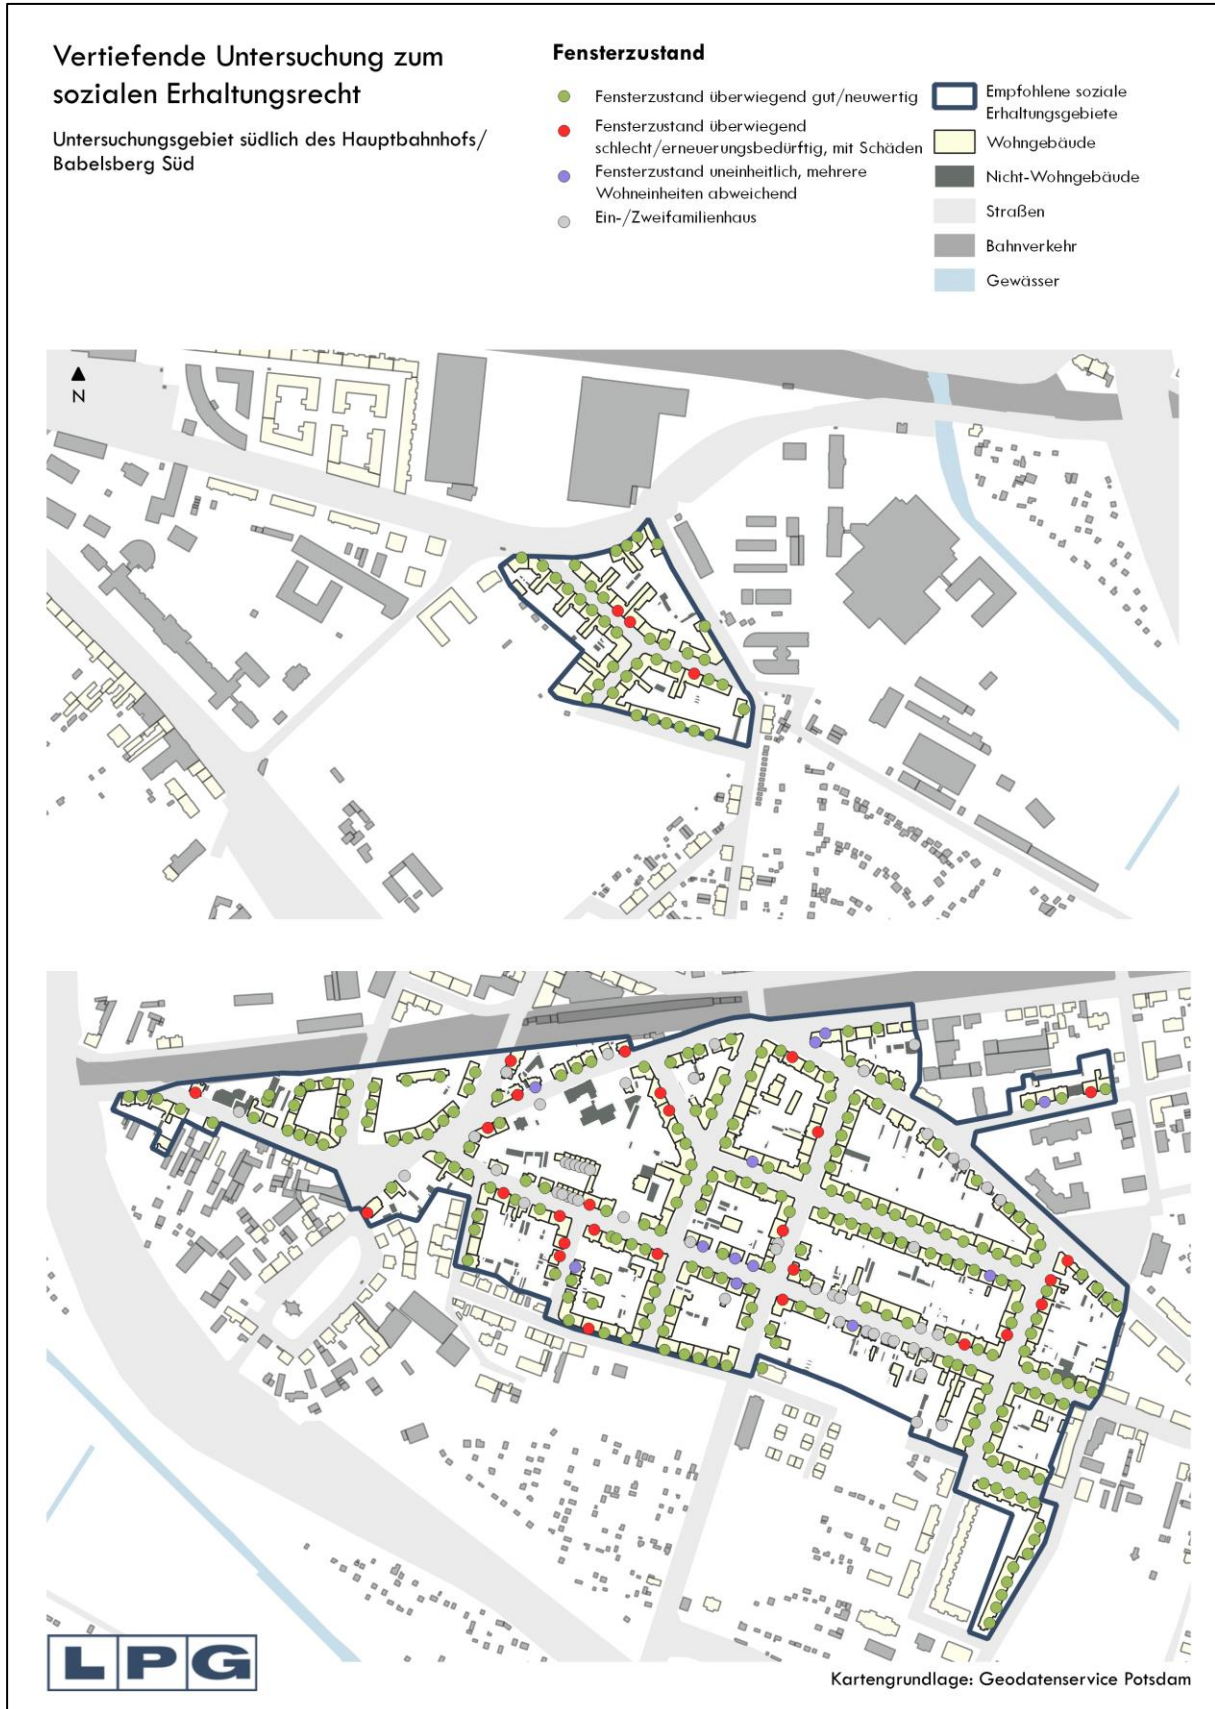 Vertiefende Untersuchung zum
sozialen Erhaltungsrecht
Untersuchungsgebiet südlich des Hauptbahnhofs/
Babelsberg Süd
Fensterzustand
Fensterzustand überwiegend gut/neuwertig
Fensterzustand überwiegend
schlecht/erneuerungsbedürftig, mit Schäden
Fensterzustand uneinheitlich, mehrere
Wohneinheiten abweichend
Ein-/Zweifamilienhaus
Empfohlene soziale
Erhaltungsgebiete
Wohngebäude
Nicht-Wohngebäude
Straßen
Bahnverkehr
Gewässer
N
LPG
Kartengrundlage: Geodatenservice Potsdam